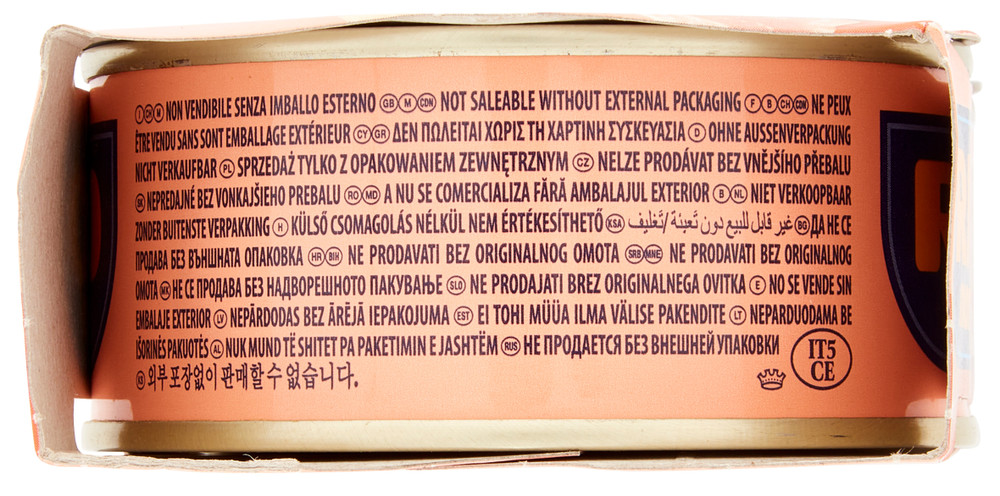 I CH M NON VENDIBILE SENZA IMBALLO ESTERNO GB M CDN NOT SALEABLE WITHOUT EXTERNAL PACKAGING F B CH CDN NE PEUX
ÊTRE VENDU SANS SONT EMBALLAGE EXTÉRIEUR CY GR ΔΕΝ ΠΩΛΕΙΤΑΙ ΧΩΡΙΣ ΤΗ ΧΑΡΤΙΝΗ ΣΥΣΚΕΥΑΣΙΑ D OHNE AUSSENVERPACKUNG
NICHT VERKAUFBAR PL SPRZEDAŻ TYLKO Z OPAKOWANIEM ZEWNĘTRZNYM CZ NELZE PRODÁVAT BEZ VNĚJŠÍHO PŘEBALU
SK NEPREDAJNÉ BEZ VONKAJŠIEHO PREBALU RO MD A NU SE COMERCIALIZA FĂRĂ AMBALAJUL EXTERIOR B NL NIET VERKOOPBAAR
ZONDER BUITENSTE VERPAKKING H KÜLSŐ CSOMAGOLÁS NÉLKÜL NEM ÉRTÉKESÍTHETŐ KSA غير قابل للبيع دون تعبئة/تغليف BG ДА НЕ СЕ
ПРОДАВА БЕЗ ВЪНШНАТА ОПАКОВКА HR BIH NE PRODAVATI BEZ ORIGINALNOG OMOTA SRB MNE NE PRODAVATI BEZ ORIGINALNOG
OMOTA MK НЕ СЕ ПРОДАВА БЕЗ НАДВОРЕШНОТО ПАКУВАЊЕ SLO NE PRODAJATI BREZ ORIGINALNEGA OVITKA E NO SE VENDE SIN
EMBALAJE EXTERIOR LV NEPĀRDODAS BEZ ĀRĒJĀ IEPAKOJUMA EST EI TOHI MÜÜA ILMA VÄLISE PAKENDITE LT NEPARDUODAMA BE
IŠORINĖS PAKUOTĖS AL NUK MUND TË SHITET PA PAKETIMIN E JASHTËM RUS НЕ ПРОДАЕТСЯ БЕЗ ВНЕШНЕЙ УПАКОВКИ
외부 포장없이 판매할 수 없습니다.
IT5
CE